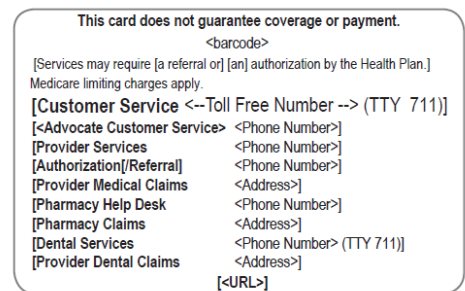 This card does not guarantee coverage or payment.
<barcode>
[Services may require [a referral or] [an] authorization by the Health Plan.]
Medicare limiting charges apply.
[Customer Service <--Toll Free Number --> (TTY 711)]
[<Advocate Customer Service> <Phone Number>]
[Provider Services <Phone Number>]
[Authorization[/Referral] <Phone Number>]
[Provider Medical Claims <Address>]
[Pharmacy Help Desk <Phone Number>]
[Pharmacy Claims <Address>]
[Dental Services <Phone Number> (TTY 711)]
[Provider Dental Claims <Address>]
[<URL>]